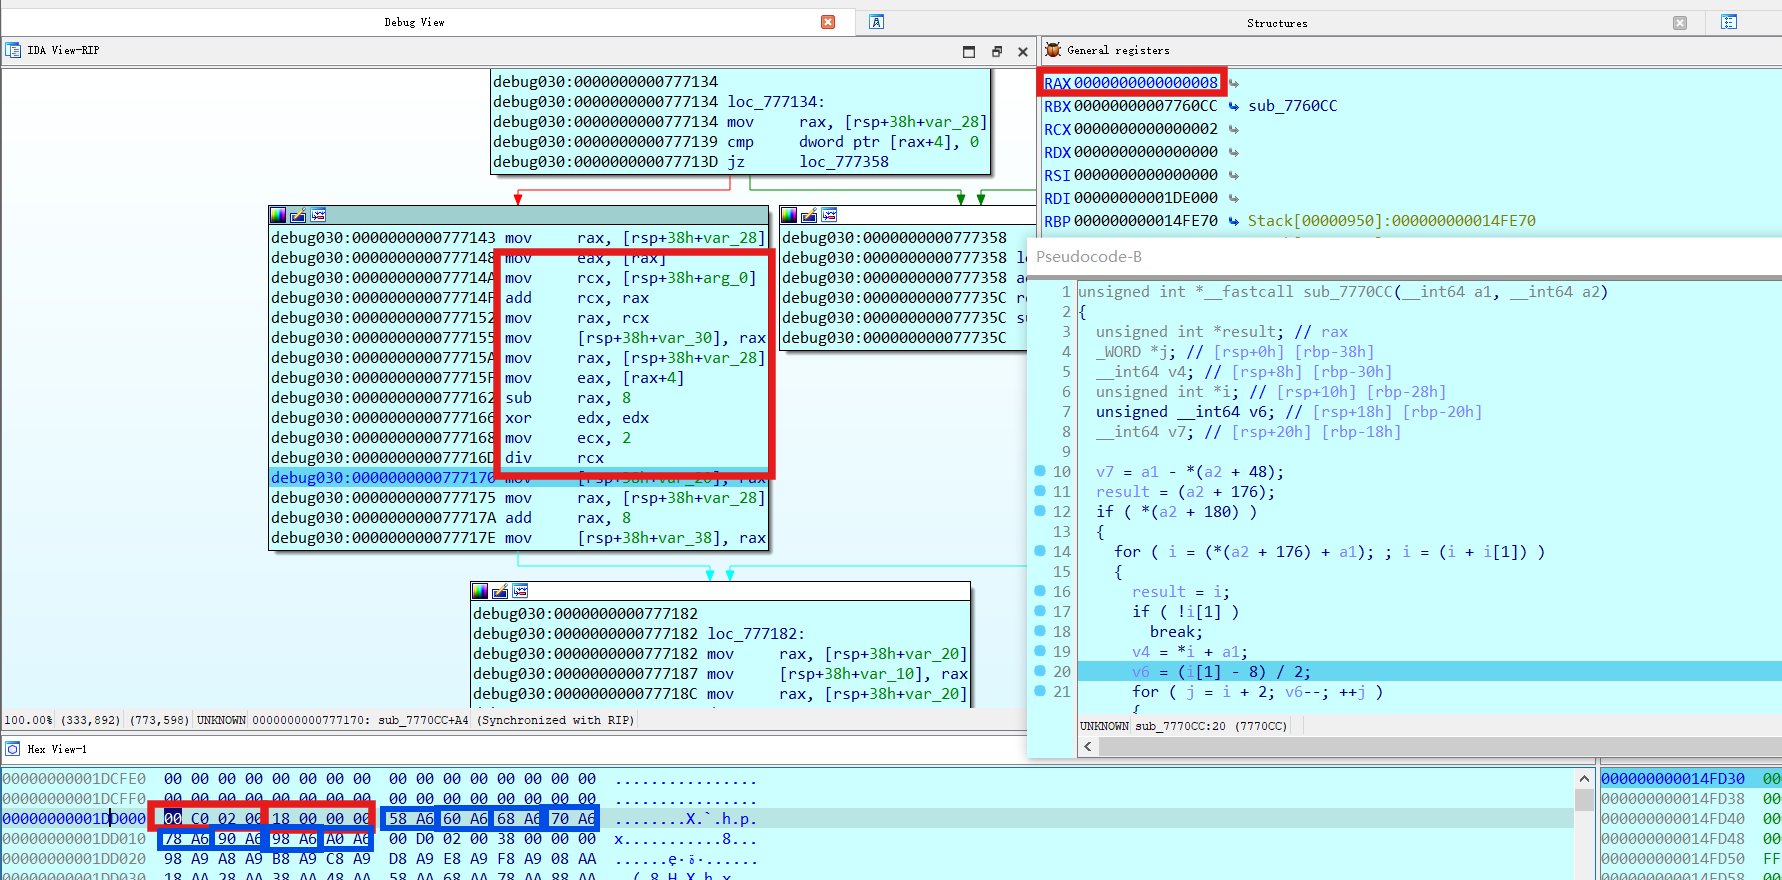 Debug View
Structures
IDA View-RIP
General registers
debug030:0000000000777134
debug030:0000000000777134 loc_777134:
debug030:0000000000777134 mov rax, [rsp+38h+var_28]
debug030:0000000000777139 cmp dword ptr [rax+4], 0
debug030:000000000077713D jz loc_777358
RAX 0000000000000008
RBX 00000000007760CC sub_7760CC
RCX 0000000000000002
RDX 0000000000000000
RSI 0000000000000000
RDI 00000000001DE000
RBP 000000000014FE70 Stack[00000950]:000000000014FE70
debug030:0000000000777143 mov rax, [rsp+38h+var_28]
debug030:0000000000777148 mov eax, [rax]
debug030:000000000077714A mov rcx, [rsp+38h+arg_0]
debug030:000000000077714F add rcx, rax
debug030:0000000000777152 mov rax, rcx
debug030:0000000000777155 mov [rsp+38h+var_30], rax
debug030:000000000077715A mov rax, [rsp+38h+var_28]
debug030:000000000077715F mov eax, [rax+4]
debug030:0000000000777162 sub rax, 8
debug030:0000000000777166 xor edx, edx
debug030:0000000000777168 mov ecx, 2
debug030:000000000077716D div rcx
debug030:0000000000777170 mov [rsp+38h+var_20], rax
debug030:0000000000777175 mov rax, [rsp+38h+var_28]
debug030:000000000077717A add rax, 8
debug030:000000000077717E mov [rsp+38h+var_38], rax
debug030:0000000000777358
debug030:0000000000777358 l
debug030:0000000000777358 a
debug030:000000000077735C r
debug030:000000000077735C s
debug030:000000000077735C
debug030:0000000000777182
debug030:0000000000777182 loc_777182:
debug030:0000000000777182 mov rax, [rsp+38h+var_20]
debug030:0000000000777187 mov [rsp+38h+var_10], rax
debug030:000000000077718C mov rax, [rsp+38h+var_20]
100.00% (333,892) (773,598) UNKNOWN 0000000000777170: sub_7770CC+A4 (Synchronized with RIP)
Pseudocode-B
1 unsigned int *__fastcall sub_7770CC(__int64 a1, __int64 a2)
2 {
3 unsigned int *result; // rax
4 _WORD *j; // [rsp+0h] [rbp-38h]
5 __int64 v4; // [rsp+8h] [rbp-30h]
6 unsigned int *i; // [rsp+10h] [rbp-28h]
7 unsigned __int64 v6; // [rsp+18h] [rbp-20h]
8 __int64 v7; // [rsp+20h] [rbp-18h]
9
10 v7 = a1 - *(a2 + 48);
11 result = (a2 + 176);
12 if ( *(a2 + 180) )
13 {
14 for ( i = (*(a2 + 176) + a1); ; i = (i + i[1]) )
15 {
16 result = i;
17 if ( !i[1] )
18 break;
19 v4 = *i + a1;
20 v6 = (i[1] - 8) / 2;
21 for ( j = i + 2; v6--; ++j )
{
UNKNOWN sub_7770CC:20 (7770CC)
Hex View-1
00000000001DCFE0 00 00 00 00 00 00 00 00 00 00 00 00 00 00 00 00 ................
00000000001DCFF0 00 00 00 00 00 00 00 00 00 00 00 00 00 00 00 00 ................
00000000001DD000 00 C0 02 00 18 00 00 00 58 A6 60 A6 68 A6 70 A6 ........X.`.h.p.
00000000001DD010 78 A6 90 A6 98 A6 A0 A6 00 D0 02 00 38 00 00 00 x...........8...
00000000001DD020 98 A9 A8 A9 B8 A9 C8 A9 D8 A9 E8 A9 F8 A9 08 AA
00000000001DD030 18 AA 28 AA 38 AA 48 AA 58 AA 68 AA 78 AA 88 AA
000000000014FD30 00
000000000014FD38 00
000000000014FD40 00
000000000014FD48 00
000000000014FD50 FF
000000000014FD58 00